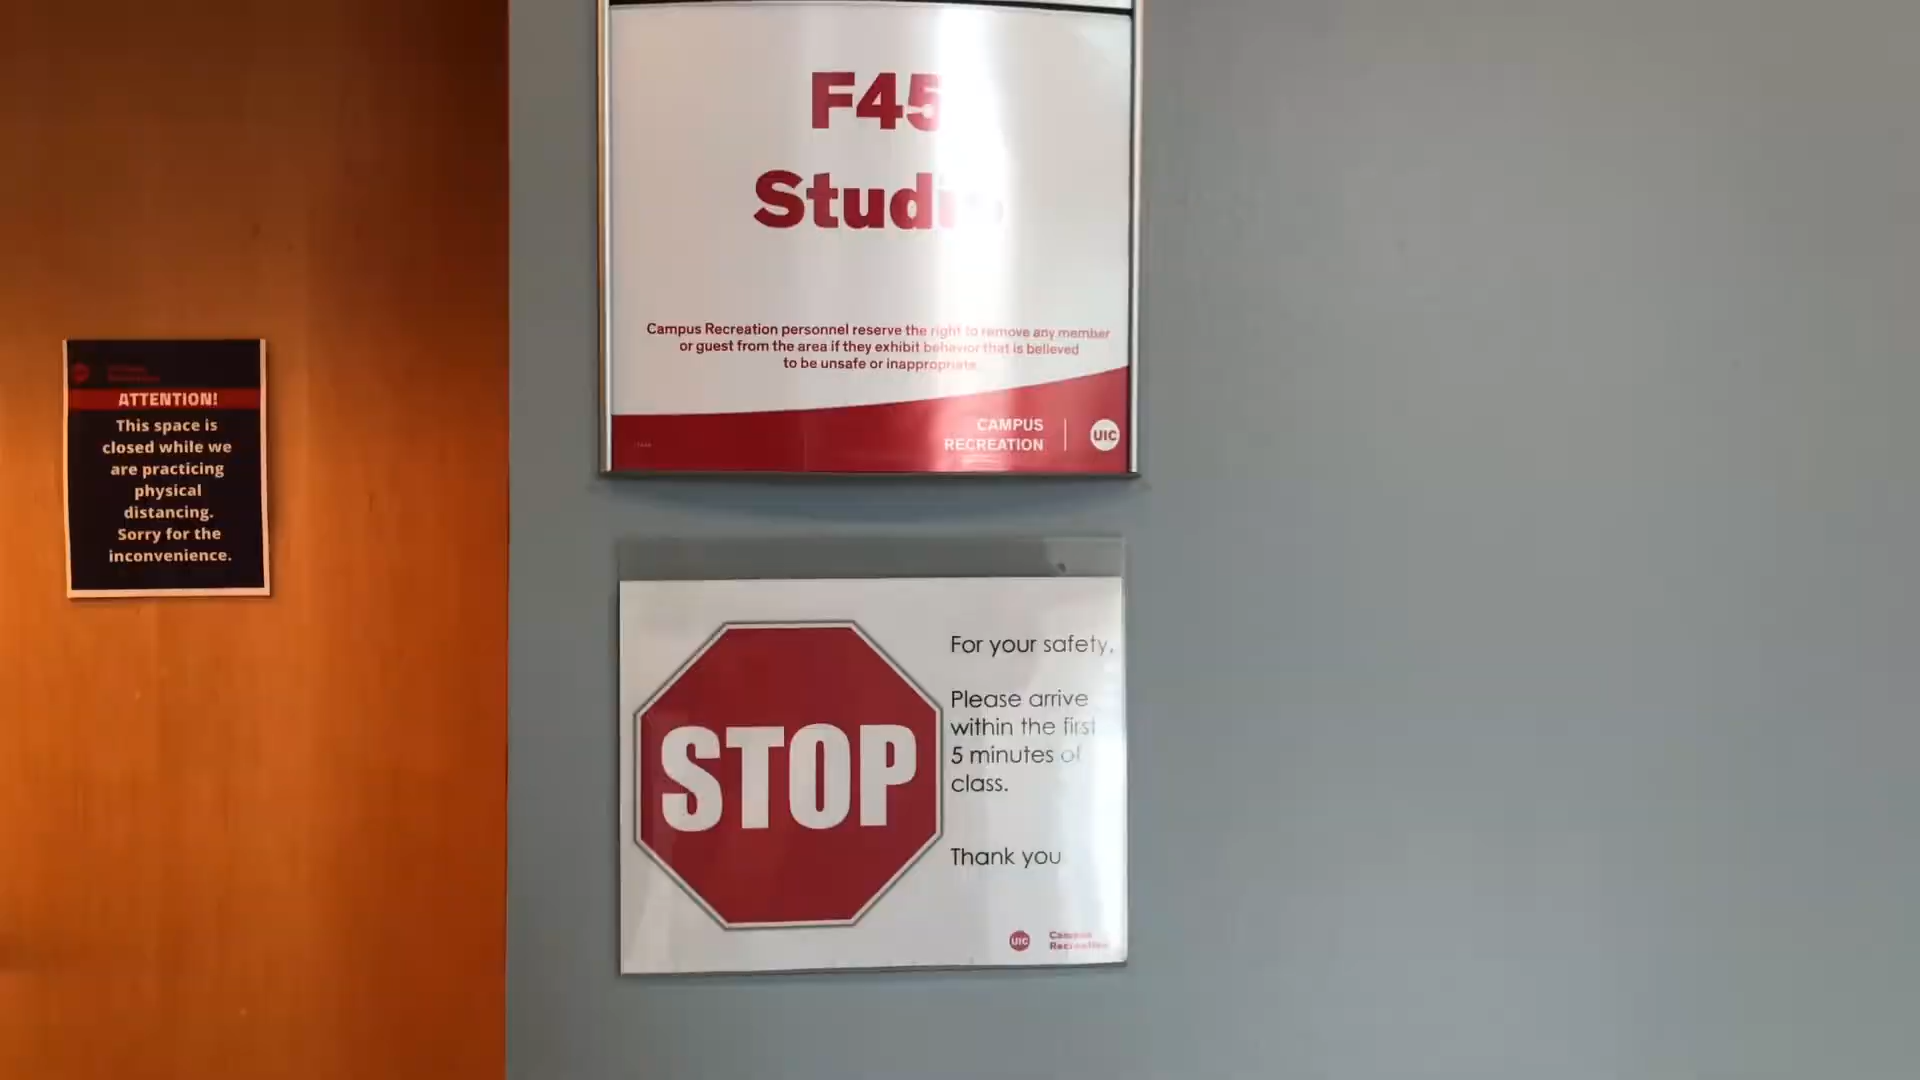 F45
Studio
Campus Recreation personnel reserve the right to remove any member
or guest from the area if they exhibit behavior that is believed
to be unsafe or inappropriate.
CAMPUS
RECREATION
UIC
ATTENTION!
This space is
closed while we
are practicing
physical
distancing.
Sorry for the
inconvenience.
STOP
For your safety,
Please arrive
within the first
5 minutes of
class.
Thank you
UIC
Campus
Recreation